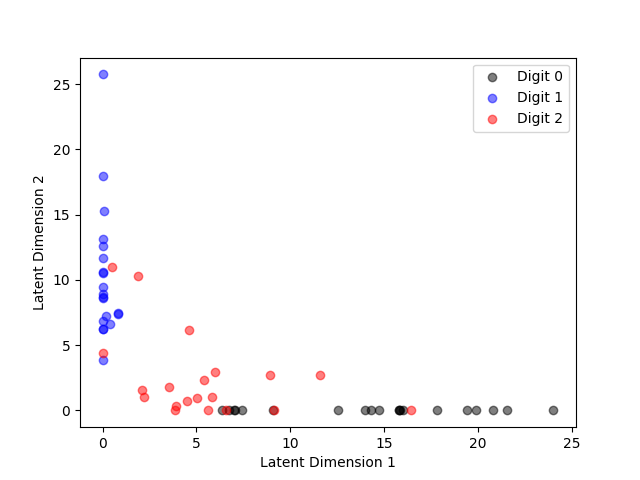 Digit 0
Digit 1
Digit 2
25
20
15
10
5
0
Latent Dimension 2
0 5 10 15 20 25
Latent Dimension 1